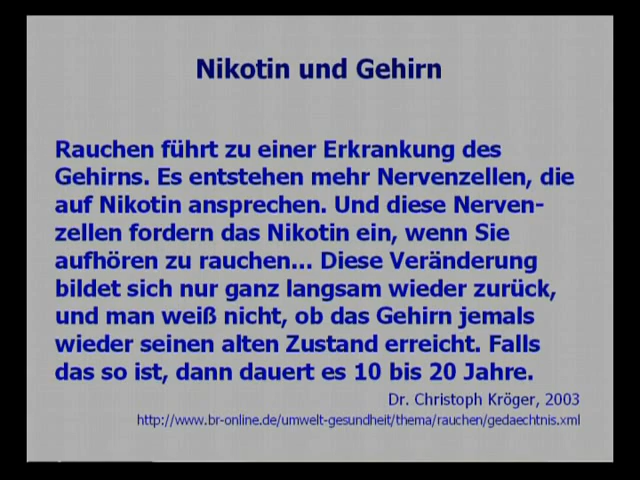 Nikotin und Gehirn
Rauchen führt zu einer Erkrankung des
Gehirns. Es entstehen mehr Nervenzellen, die
auf Nikotin ansprechen. Und diese Nerven-
zellen fordern das Nikotin ein, wenn Sie
aufhören zu rauchen... Diese Veränderung
bildet sich nur ganz langsam wieder zurück,
und man weiß nicht, ob das Gehirn jemals
wieder seinen alten Zustand erreicht. Falls
das so ist, dann dauert es 10 bis 20 Jahre.
Dr. Christoph Kröger, 2003
http://www.br-online.de/umwelt-gesundheit/thema/rauchen/gedaechtnis.xml